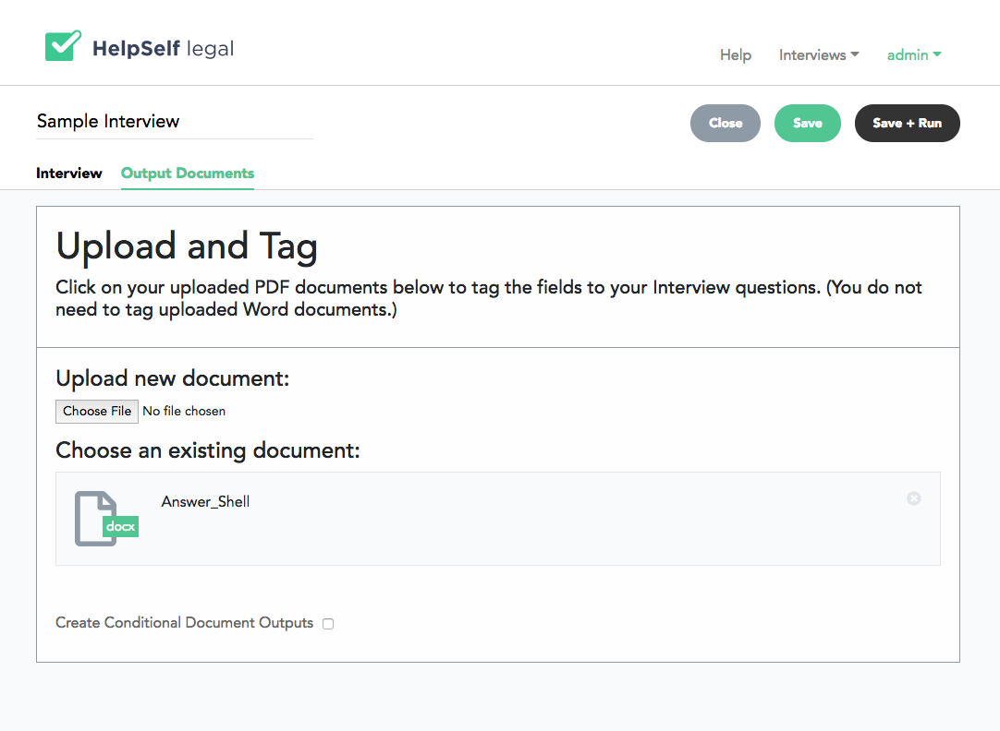 HelpSelf legal
Help Interviews admin
Sample Interview
Close Save Save + Run
Interview Output Documents
Upload and Tag
Click on your uploaded PDF documents below to tag the fields to your Interview questions. (You do not
need to tag uploaded Word documents.)
Upload new document:
Choose File No file chosen
Choose an existing document:
Answer_Shell
docx
Create Conditional Document Outputs